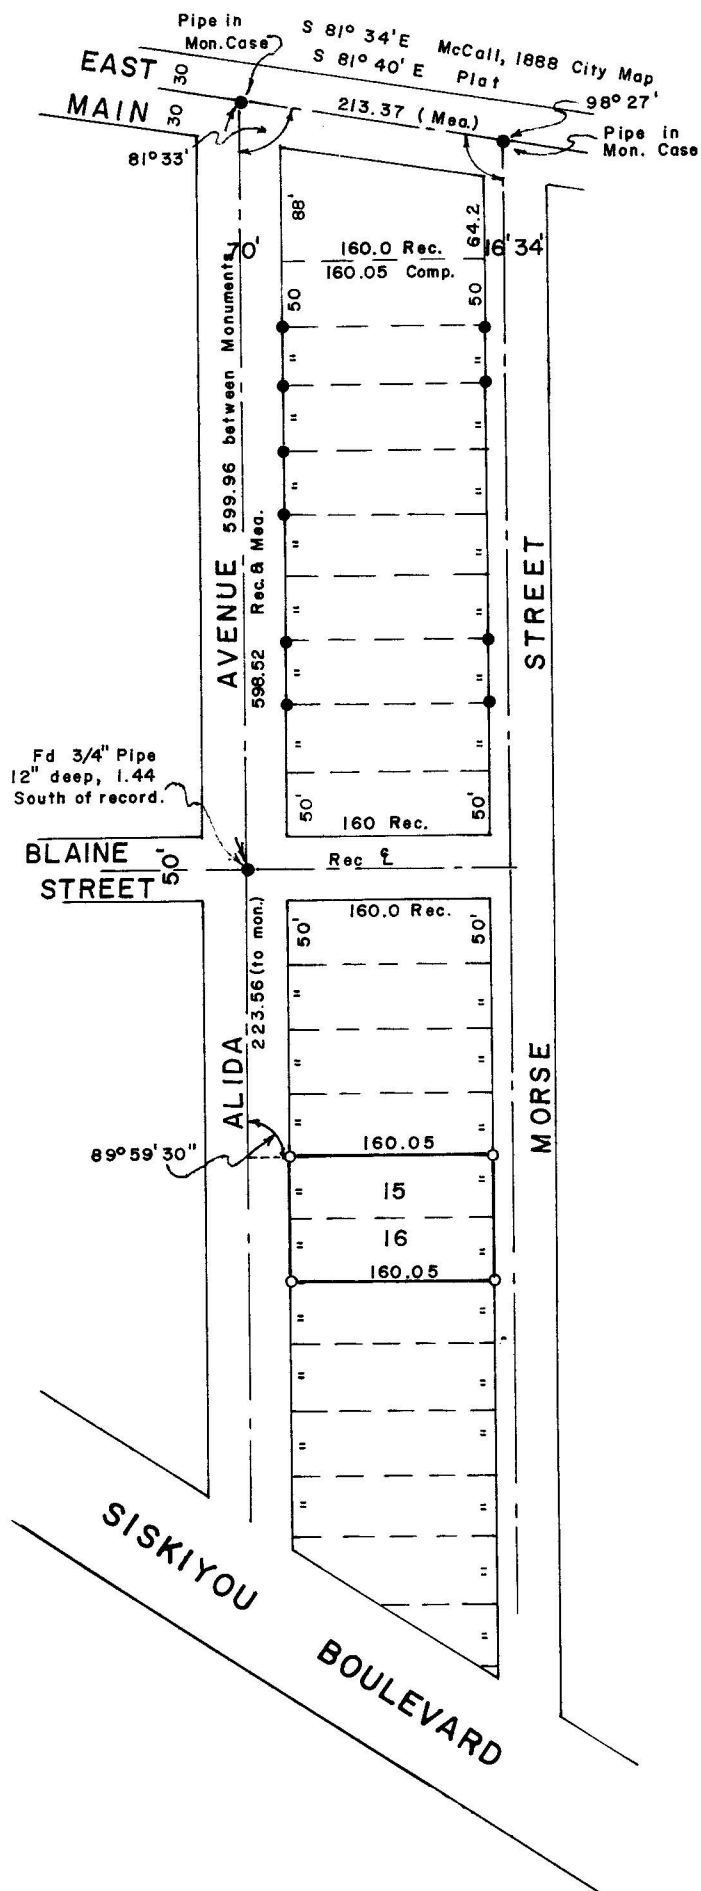 Pipe in
Mon. Case
S 81° 34' E McCall, 1888 City Map
S 81° 40' E Plat
EAST
MAIN
30
30
213.37 ( Mea.)
98° 27'
Pipe in
Mon. Case
81° 33'
88'
64.2
70'
16' 34'
160.0 Rec.
160.05 Comp.
50
50
"
"
"
"
"
"
"
"
"
"
"
"
"
"
599.96 between Monuments
598.52 Rec. & Mea.
AVENUE
STREET
Fd 3/4" Pipe
12" deep, 1.44
South of record.
50'
50'
160 Rec.
BLAINE
STREET
50'
Rec ℄
160.0 Rec.
50'
50'
223.56 (to mon.)
ALIDA
MORSE
"
"
"
"
"
"
89° 59' 30"
160.05
"
15
"
"
16
"
160.05
"
"
"
"
"
"
"
"
"
"
SISKIYOU
BOULEVARD